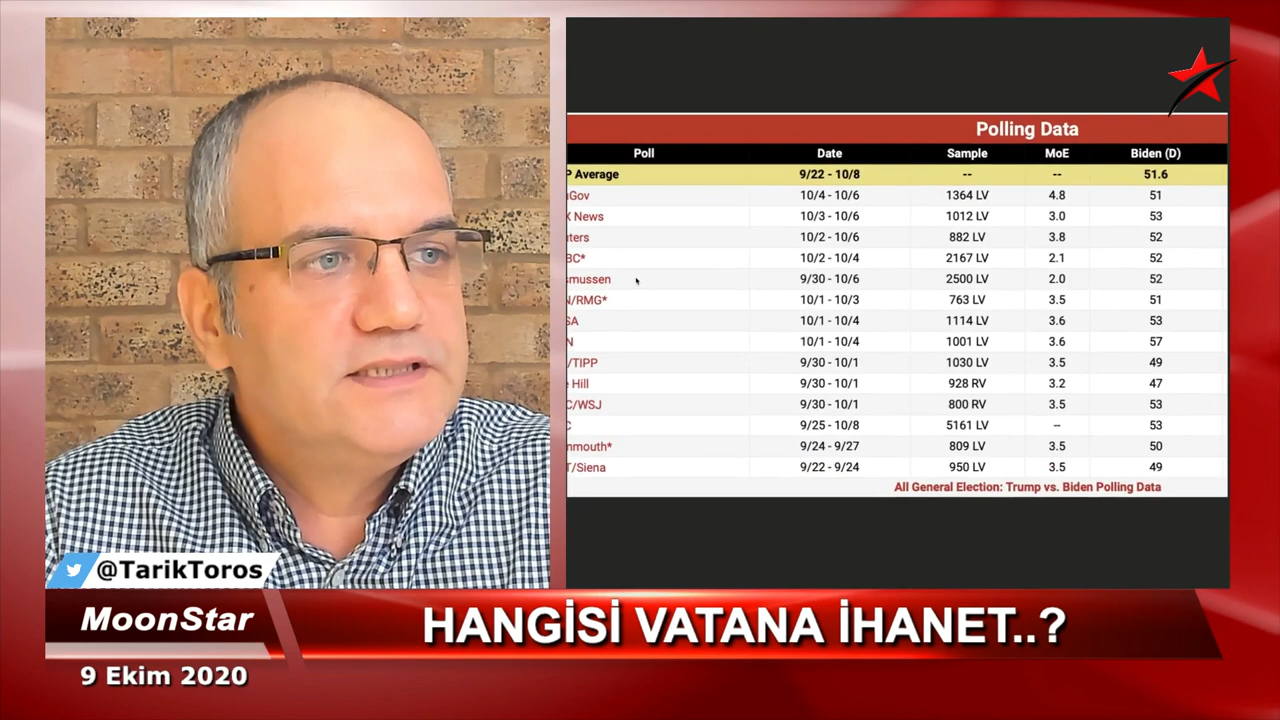 Polling Data
Poll Date Sample MoE Biden (D)
P Average 9/22 - 10/8 -- -- 51.6
Gov 10/4 - 10/6 1364 LV 4.8 51
X News 10/3 - 10/6 1012 LV 3.0 53
ters 10/2 - 10/6 882 LV 3.8 52
BC* 10/2 - 10/4 2167 LV 2.1 52
smussen 9/30 - 10/6 2500 LV 2.0 52
N/RMG* 10/1 - 10/3 763 LV 3.5 51
SA 10/1 - 10/4 1114 LV 3.6 53
N 10/1 - 10/4 1001 LV 3.6 57
/TIPP 9/30 - 10/1 1030 LV 3.5 49
Hill 9/30 - 10/1 928 RV 3.2 47
C/WSJ 9/30 - 10/1 800 RV 3.5 53
C 9/25 - 10/8 5161 LV -- 53
nmouth* 9/24 - 9/27 809 LV 3.5 50
T/Siena 9/22 - 9/24 950 LV 3.5 49
All General Election: Trump vs. Biden Polling Data
@TarikToros
MoonStar
HANGİSİ VATANA İHANET..?
9 Ekim 2020